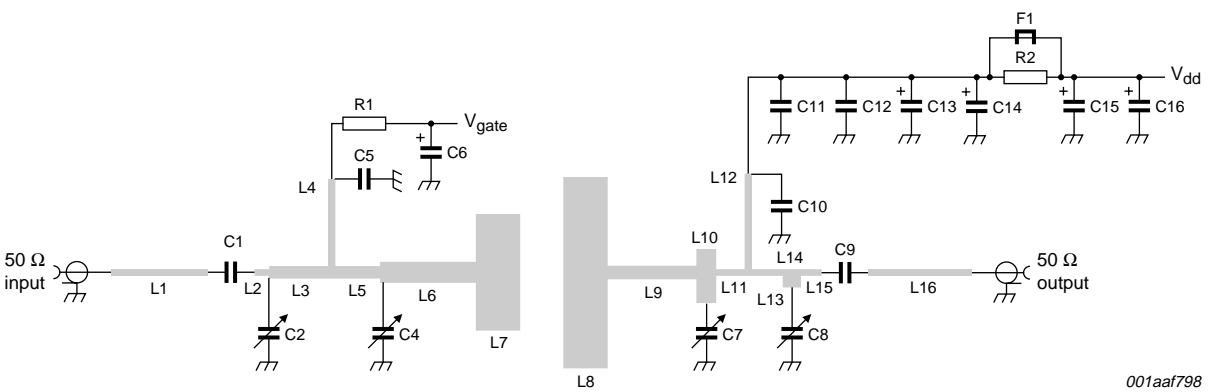 F1
R2
V_dd
C11
C12
+
C13
+
C14
+
C15
+
C16
R1
V_gate
+
C6
C5
L4
L12
C10
C1
L10
L14
C9
50 Ω
input
50 Ω
output
L1
L2
L3
L5
L6
L9
L11
L13
L15
L16
C2
C4
L7
C7
C8
L8
001aaf798